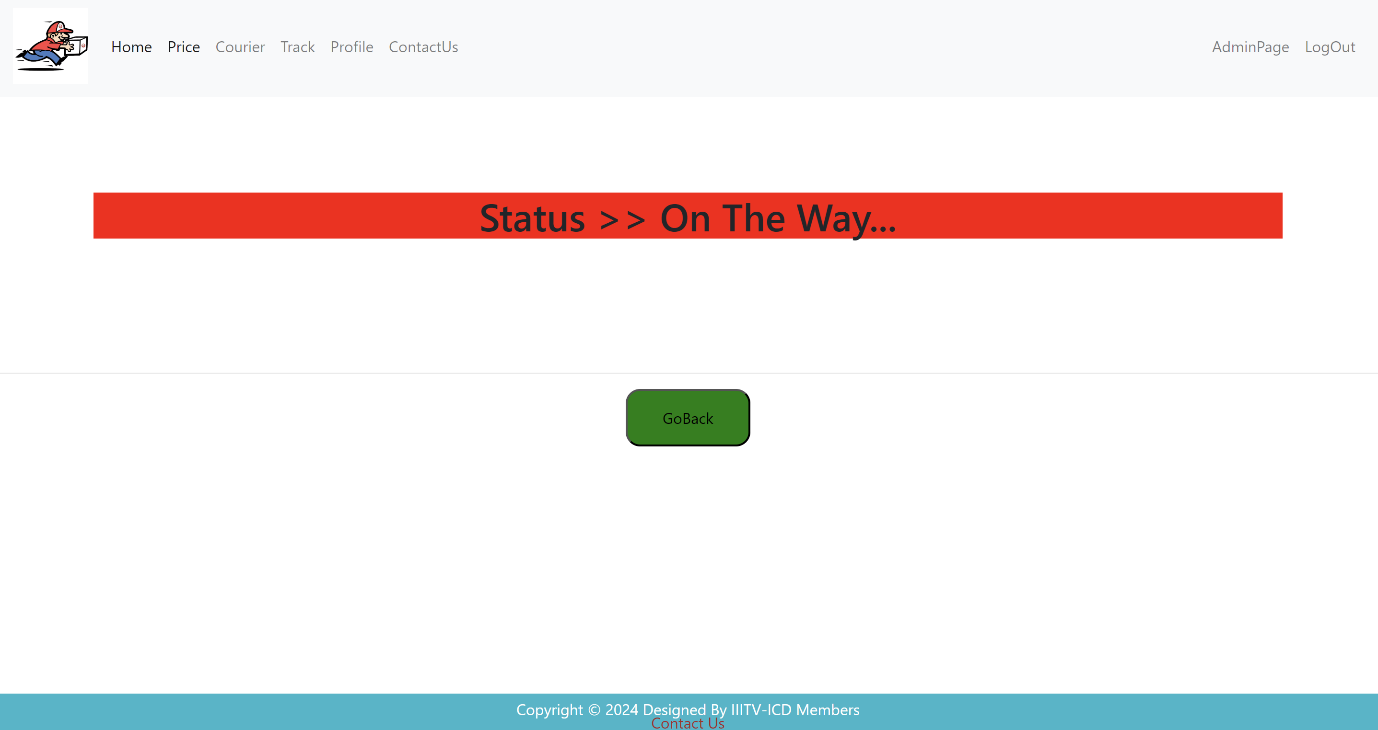 Home Price Courier Track Profile ContactUs AdminPage LogOut
Status >> On The Way...
GoBack
Copyright © 2024 Designed By IIITV-ICD Members
Contact Us